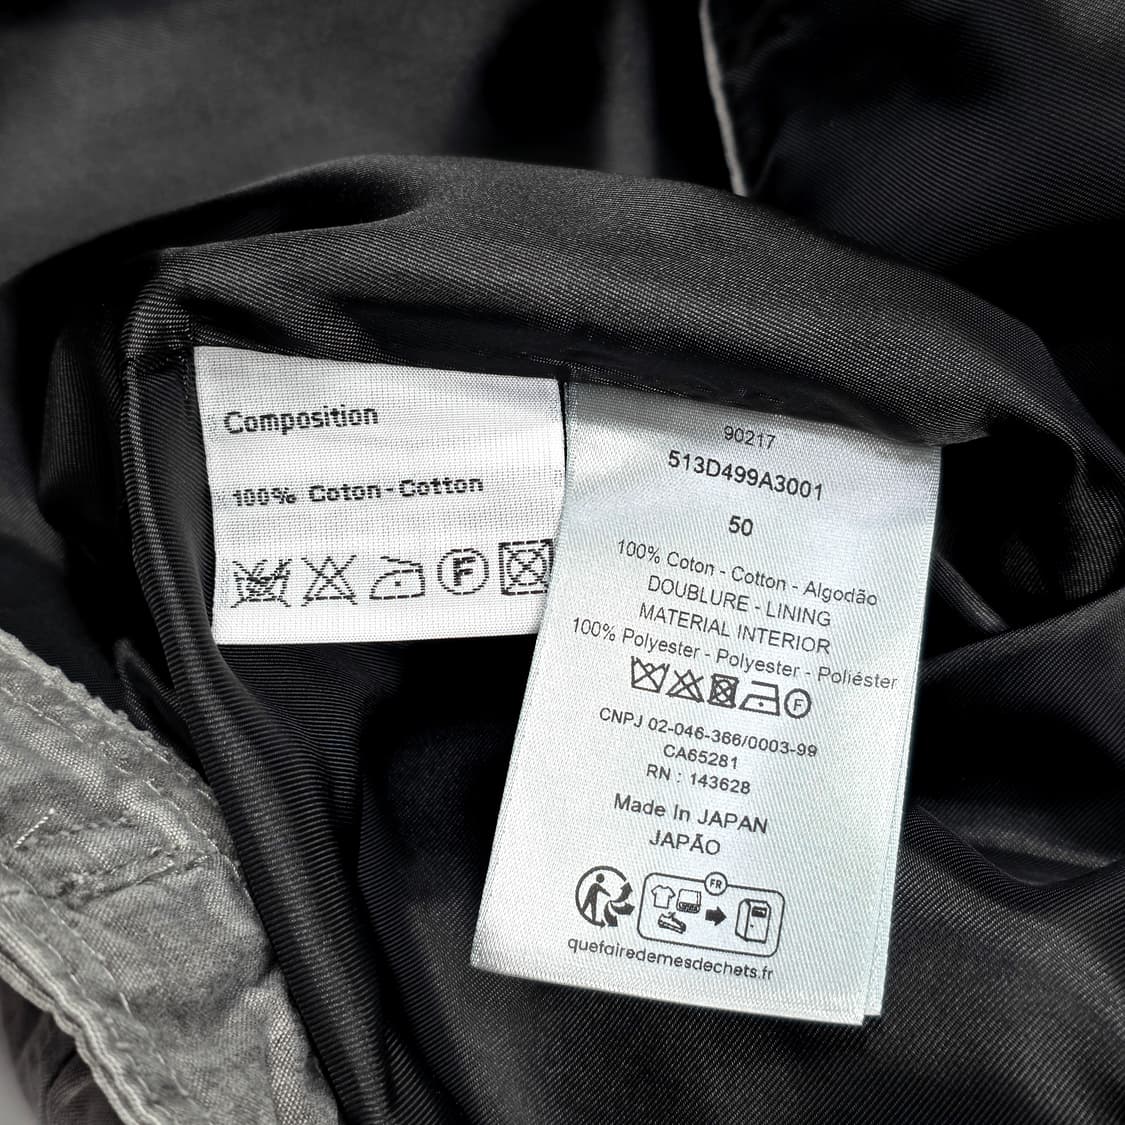 Composition
100% Coton - Cotton
F
90217
513D499A3001
50
100% Coton - Cotton - Algodão
DOUBLURE - LINING
MATERIAL INTERIOR
100% Polyester - Polyester - Poliéster
F
CNPJ 02-046-366/0003-99
CA65281
RN : 143628
Made In JAPAN
JAPÃO
FR
quefairedemesdechets.fr